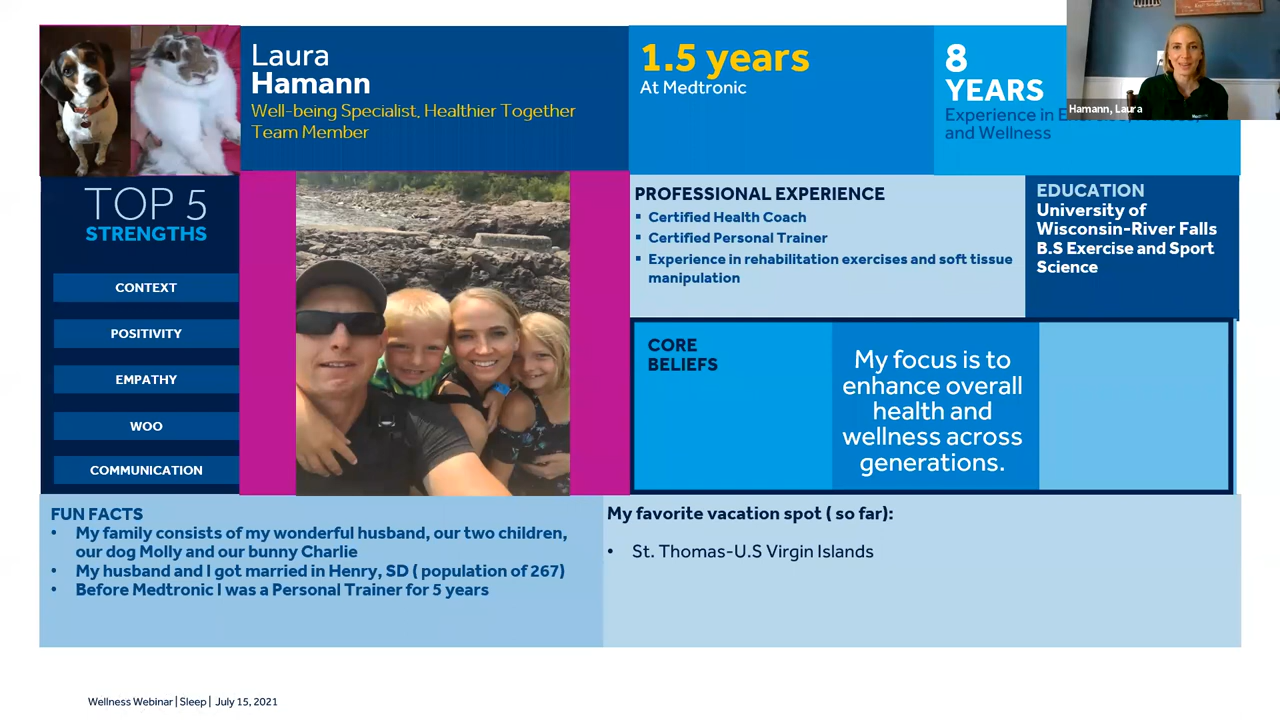 Laura
Hamann
Well-being Specialist, Healthier Together
Team Member
1.5 years
At Medtronic
8
YEARS
Experience in
and Wellness
Hamann, Laura
TOP 5
STRENGTHS
CONTEXT
POSITIVITY
EMPATHY
WOO
COMMUNICATION
PROFESSIONAL EXPERIENCE
▪ Certified Health Coach
▪ Certified Personal Trainer
▪ Experience in rehabilitation exercises and soft tissue
manipulation
EDUCATION
University of
Wisconsin-River Falls
B.S Exercise and Sport
Science
CORE
BELIEFS
My focus is to
enhance overall
health and
wellness across
generations.
FUN FACTS
• My family consists of my wonderful husband, our two children,
our dog Molly and our bunny Charlie
• My husband and I got married in Henry, SD ( population of 267)
• Before Medtronic I was a Personal Trainer for 5 years
My favorite vacation spot ( so far):
• St. Thomas-U.S Virgin Islands
Wellness Webinar | Sleep | July 15, 2021